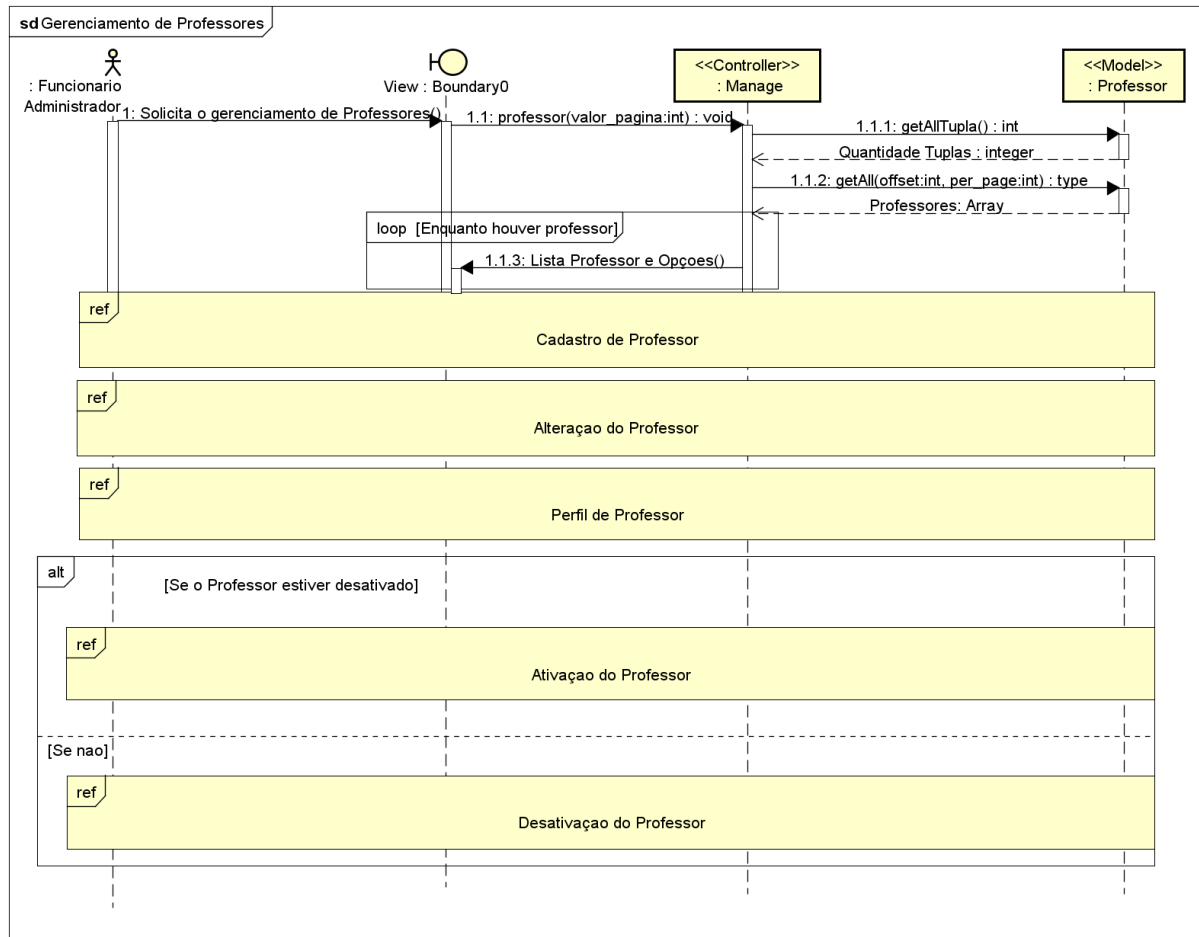 sd Gerenciamento de Professores
: Funcionario
Administrador
View : Boundary0
<<Controller>>
: Manage
<<Model>>
: Professor
1: Solicita o gerenciamento de Professores()
1.1: professor(valor_pagina:int) : void
1.1.1: getAllTupla() : int
Quantidade Tuplas : integer
1.1.2: getAll(offset:int, per_page:int) : type
Professores: Array
loop [Enquanto houver professor]
1.1.3: Lista Professor e Opçoes()
ref
Cadastro de Professor
ref
Alteraçao do Professor
ref
Perfil de Professor
alt
[Se o Professor estiver desativado]
ref
Ativaçao do Professor
[Se nao]
ref
Desativaçao do Professor